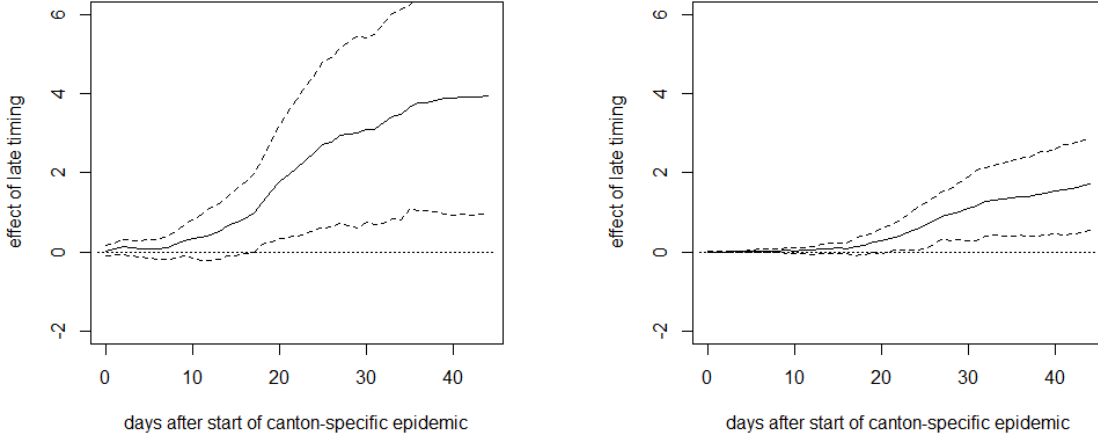 6
4
2
0
-2
effect of late timing
0 10 20 30 40
days after start of canton-specific epidemic
6
4
2
0
-2
effect of late timing
0 10 20 30 40
days after start of canton-specific epidemic